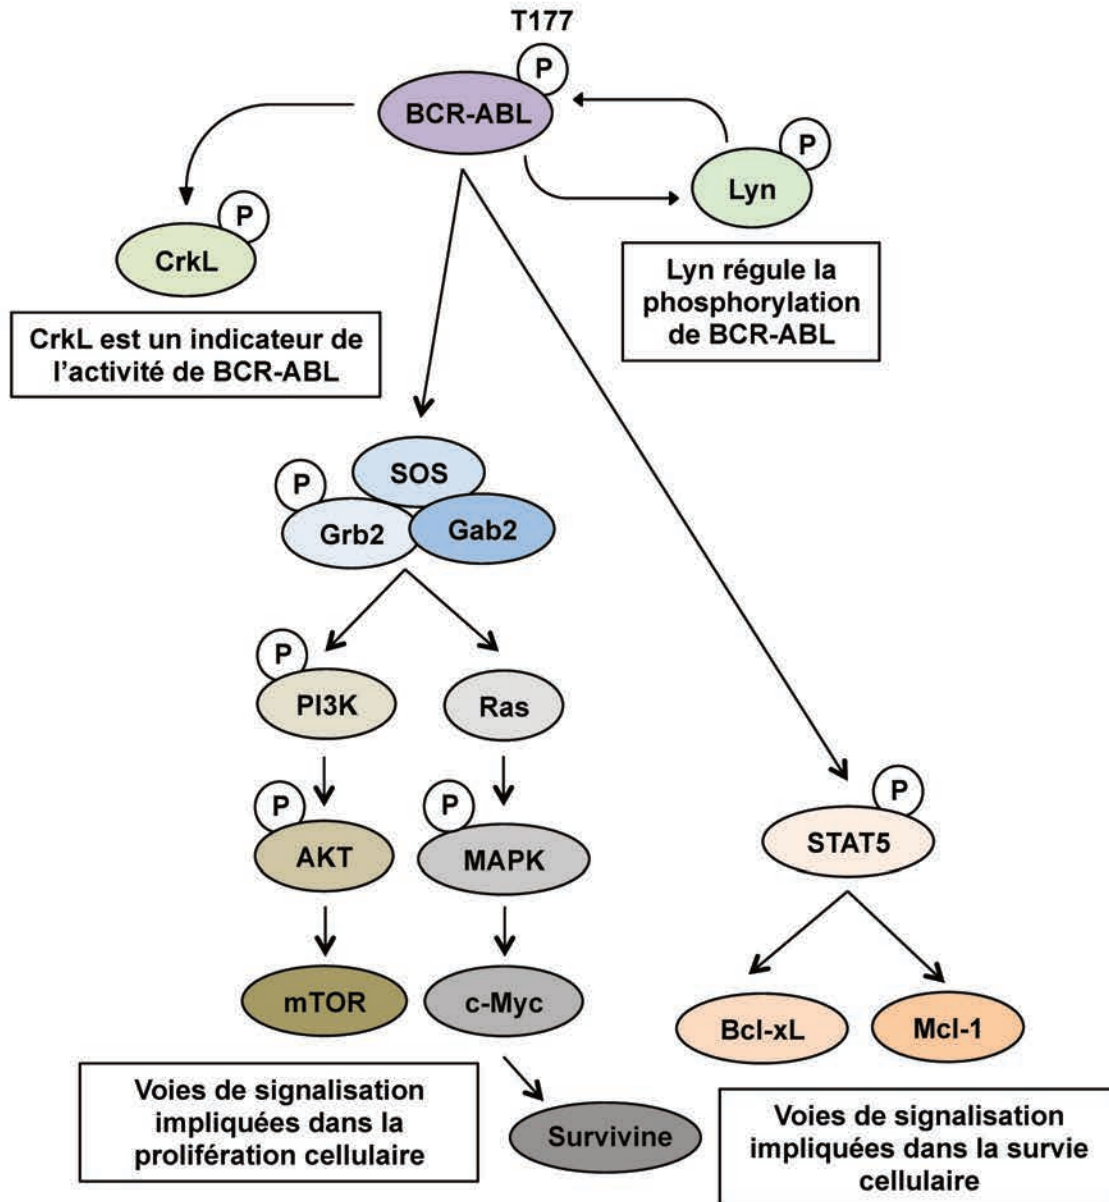 T177
P
BCR-ABL
P
Lyn
P
CrkL
Lyn régule la
phosphorylation
de BCR-ABL
CrkL est un indicateur de
l'activité de BCR-ABL
SOS
P
Grb2
Gab2
P
PI3K
Ras
P
AKT
P
MAPK
P
STAT5
mTOR
c-Myc
Bcl-xL
Mcl-1
Voies de signalisation
impliquées dans la
prolifération cellulaire
Survivine
Voies de signalisation
impliquées dans la survie
cellulaire